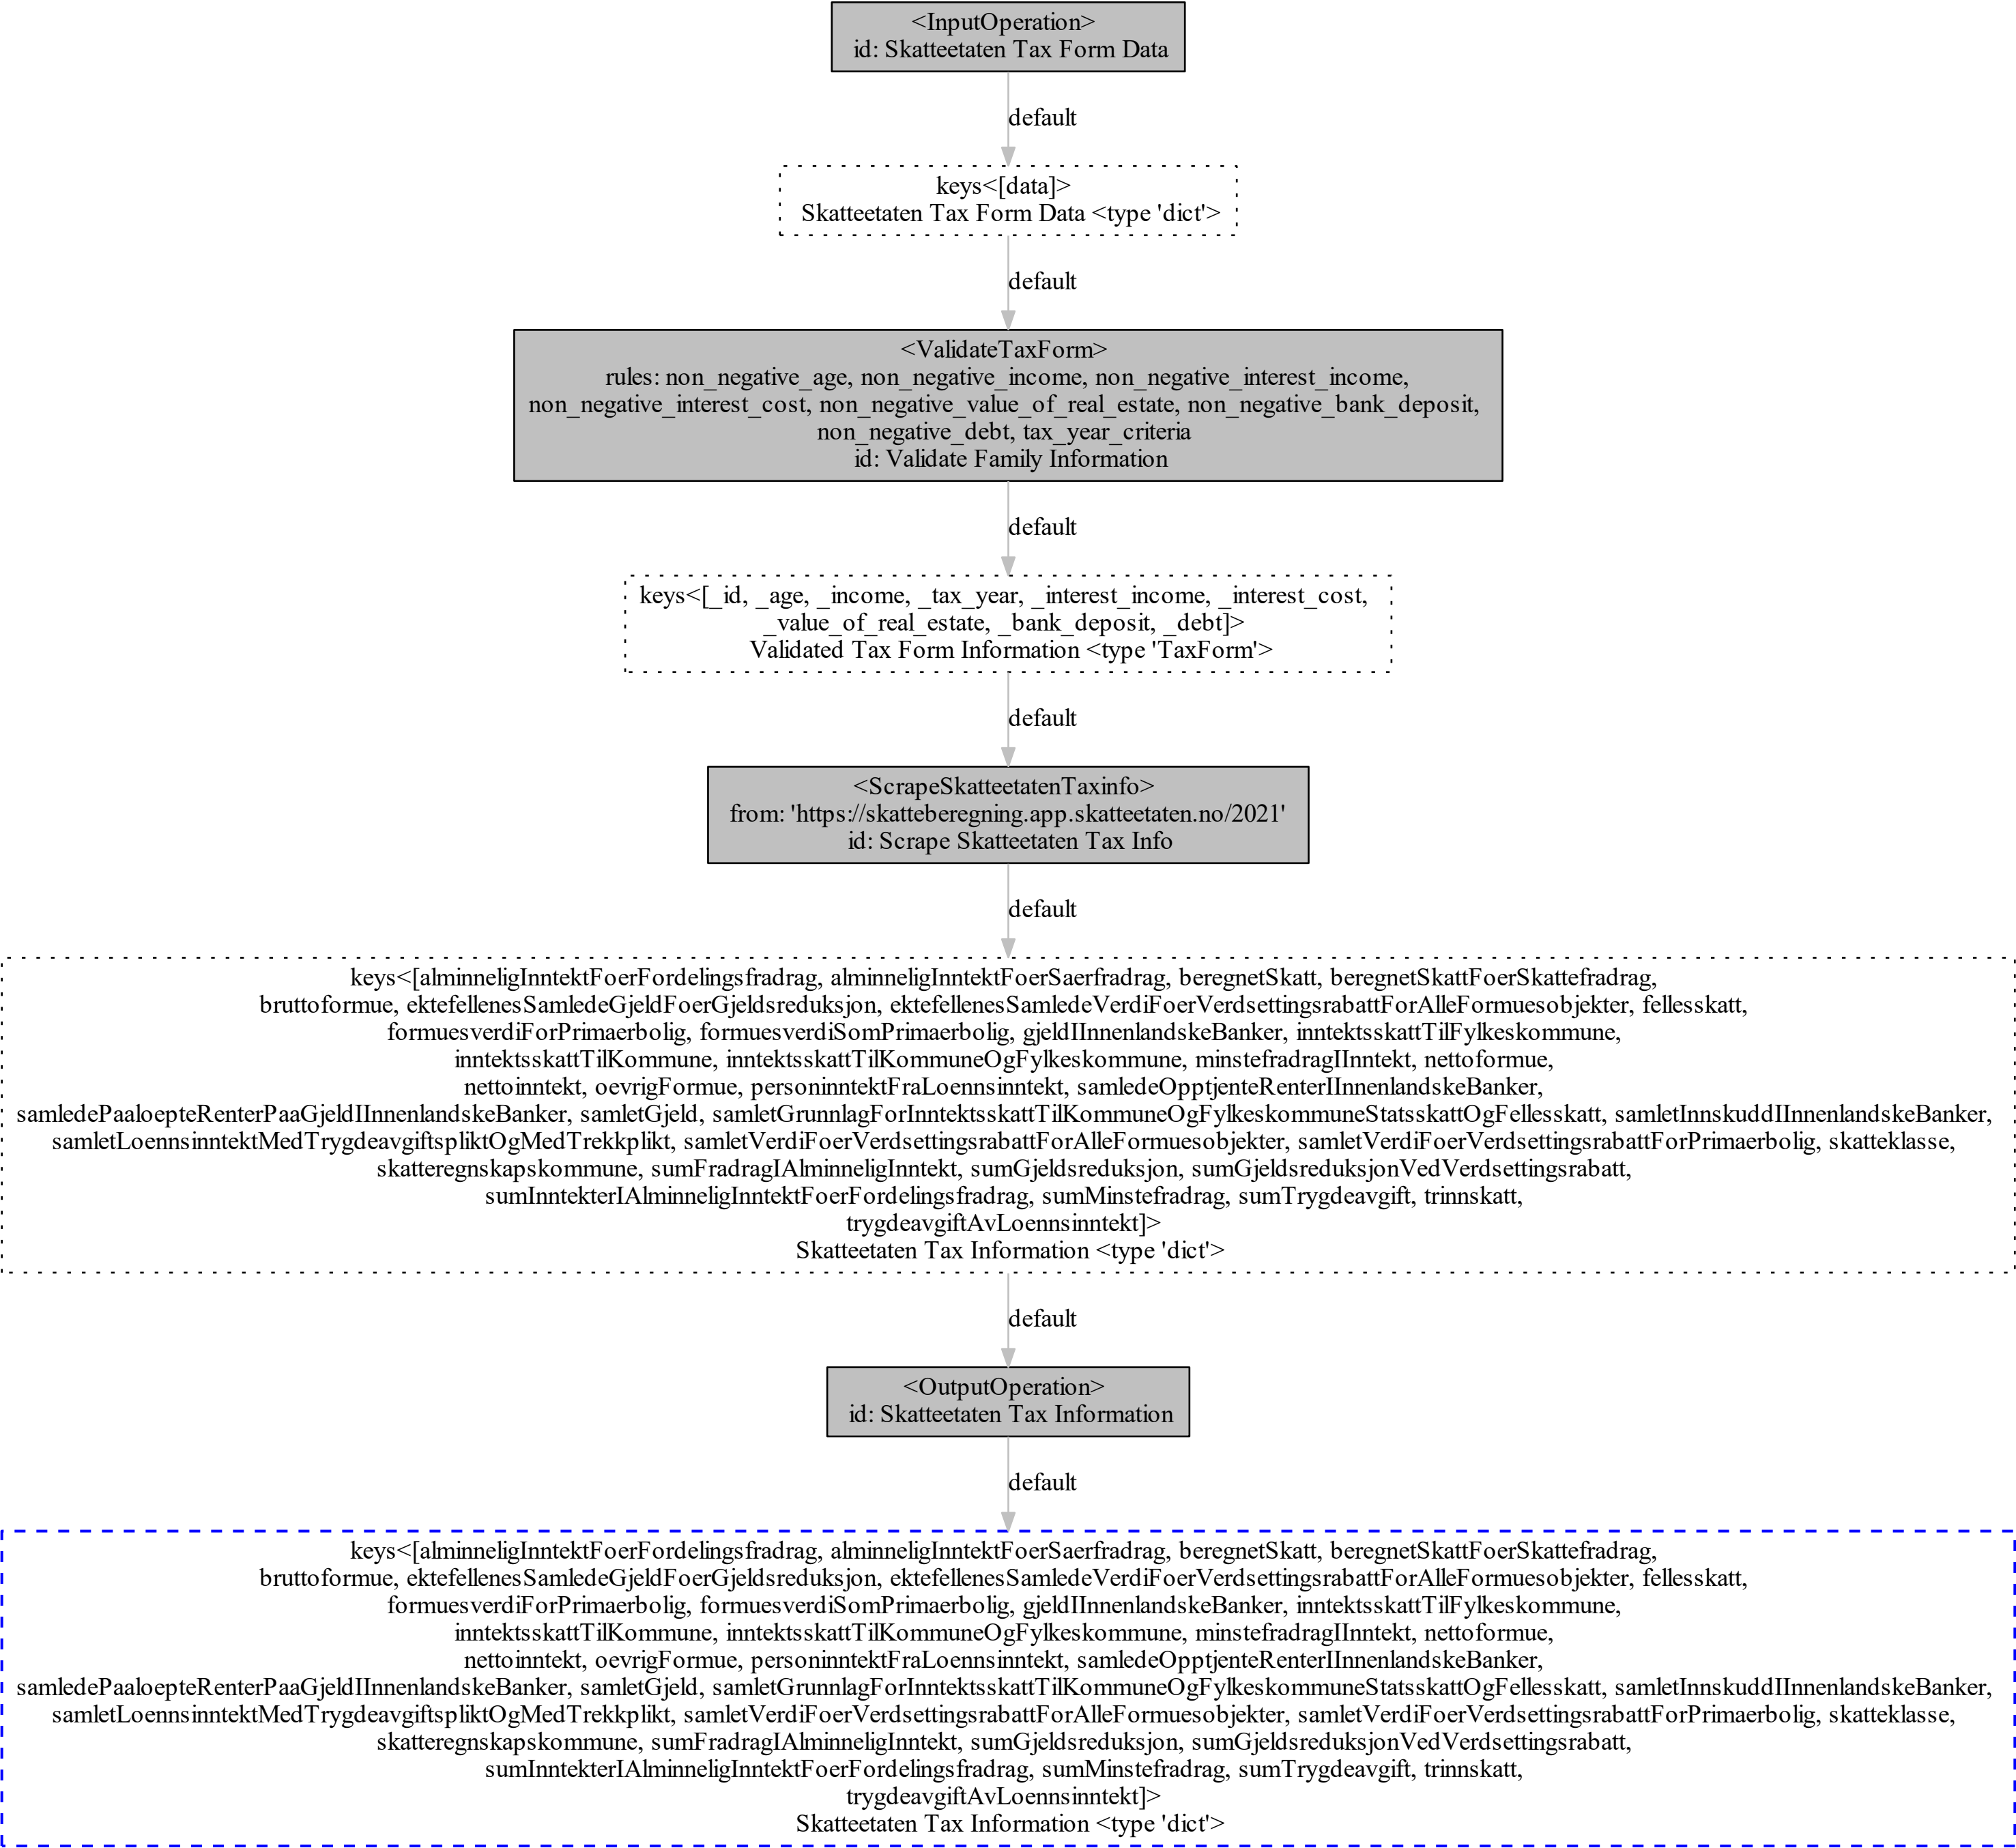 <InputOperation>
id: Skatteetaten Tax Form Data
default
keys<[data]>
Skatteetaten Tax Form Data <type 'dict'>
default
<ValidateTaxForm>
rules: non_negative_age, non_negative_income, non_negative_interest_income,
non_negative_interest_cost, non_negative_value_of_real_estate, non_negative_bank_deposit,
non_negative_debt, tax_year_criteria
id: Validate Family Information
default
keys<[_id, _age, _income, _tax_year, _interest_income, _interest_cost,
_value_of_real_estate, _bank_deposit, _debt]>
Validated Tax Form Information <type 'TaxForm'>
default
<ScrapeSkatteetatenTaxinfo>
from: 'https://skatteberegning.app.skatteetaten.no/2021'
id: Scrape Skatteetaten Tax Info
default
keys<[alminneligInntektFoerFordelingsfradrag, alminneligInntektFoerSaerfradrag, beregnetSkatt, beregnetSkattFoerSkattefradrag,
bruttoformue, ektefellenesSamledeGjeldFoerGjeldsreduksjon, ektefellenesSamledeVerdiFoerVerdsettingsrabattForAlleFormuesobjekter, fellesskatt,
formuesverdiForPrimaerbolig, formuesverdiSomPrimaerbolig, gjeldIInnenlandskeBanker, inntektsskattTilFylkeskommune,
inntektsskattTilKommune, inntektsskattTilKommuneOgFylkeskommune, minstefradragIInntekt, nettoformue,
nettoinntekt, oevrigFormue, personinntektFraLoennsinntekt, samledeOpptjenteRenterIInnenlandskeBanker,
samledePaaloepteRenterPaaGjeldIInnenlandskeBanker, samletGjeld, samletGrunnlagForInntektsskattTilKommuneOgFylkeskommuneStatsskattOgFellesskatt, samletInnskuddIInnenlandskeBanker,
samletLoennsinntektMedTrygdeavgiftspliktOgMedTrekkplikt, samletVerdiFoerVerdsettingsrabattForAlleFormuesobjekter, samletVerdiFoerVerdsettingsrabattForPrimaerbolig, skatteklasse,
skatteregnskapskommune, sumFradragIAlminneligInntekt, sumGjeldsreduksjon, sumGjeldsreduksjonVedVerdsettingsrabatt,
sumInntekterIAlminneligInntektFoerFordelingsfradrag, sumMinstefradrag, sumTrygdeavgift, trinnskatt,
trygdeavgiftAvLoennsinntekt]>
Skatteetaten Tax Information <type 'dict'>
default
<OutputOperation>
id: Skatteetaten Tax Information
default
keys<[alminneligInntektFoerFordelingsfradrag, alminneligInntektFoerSaerfradrag, beregnetSkatt, beregnetSkattFoerSkattefradrag,
bruttoformue, ektefellenesSamledeGjeldFoerGjeldsreduksjon, ektefellenesSamledeVerdiFoerVerdsettingsrabattForAlleFormuesobjekter, fellesskatt,
formuesverdiForPrimaerbolig, formuesverdiSomPrimaerbolig, gjeldIInnenlandskeBanker, inntektsskattTilFylkeskommune,
inntektsskattTilKommune, inntektsskattTilKommuneOgFylkeskommune, minstefradragIInntekt, nettoformue,
nettoinntekt, oevrigFormue, personinntektFraLoennsinntekt, samledeOpptjenteRenterIInnenlandskeBanker,
samledePaaloepteRenterPaaGjeldIInnenlandskeBanker, samletGjeld, samletGrunnlagForInntektsskattTilKommuneOgFylkeskommuneStatsskattOgFellesskatt, samletInnskuddIInnenlandskeBanker,
samletLoennsinntektMedTrygdeavgiftspliktOgMedTrekkplikt, samletVerdiFoerVerdsettingsrabattForAlleFormuesobjekter, samletVerdiFoerVerdsettingsrabattForPrimaerbolig, skatteklasse,
skatteregnskapskommune, sumFradragIAlminneligInntekt, sumGjeldsreduksjon, sumGjeldsreduksjonVedVerdsettingsrabatt,
sumInntekterIAlminneligInntektFoerFordelingsfradrag, sumMinstefradrag, sumTrygdeavgift, trinnskatt,
trygdeavgiftAvLoennsinntekt]>
Skatteetaten Tax Information <type 'dict'>